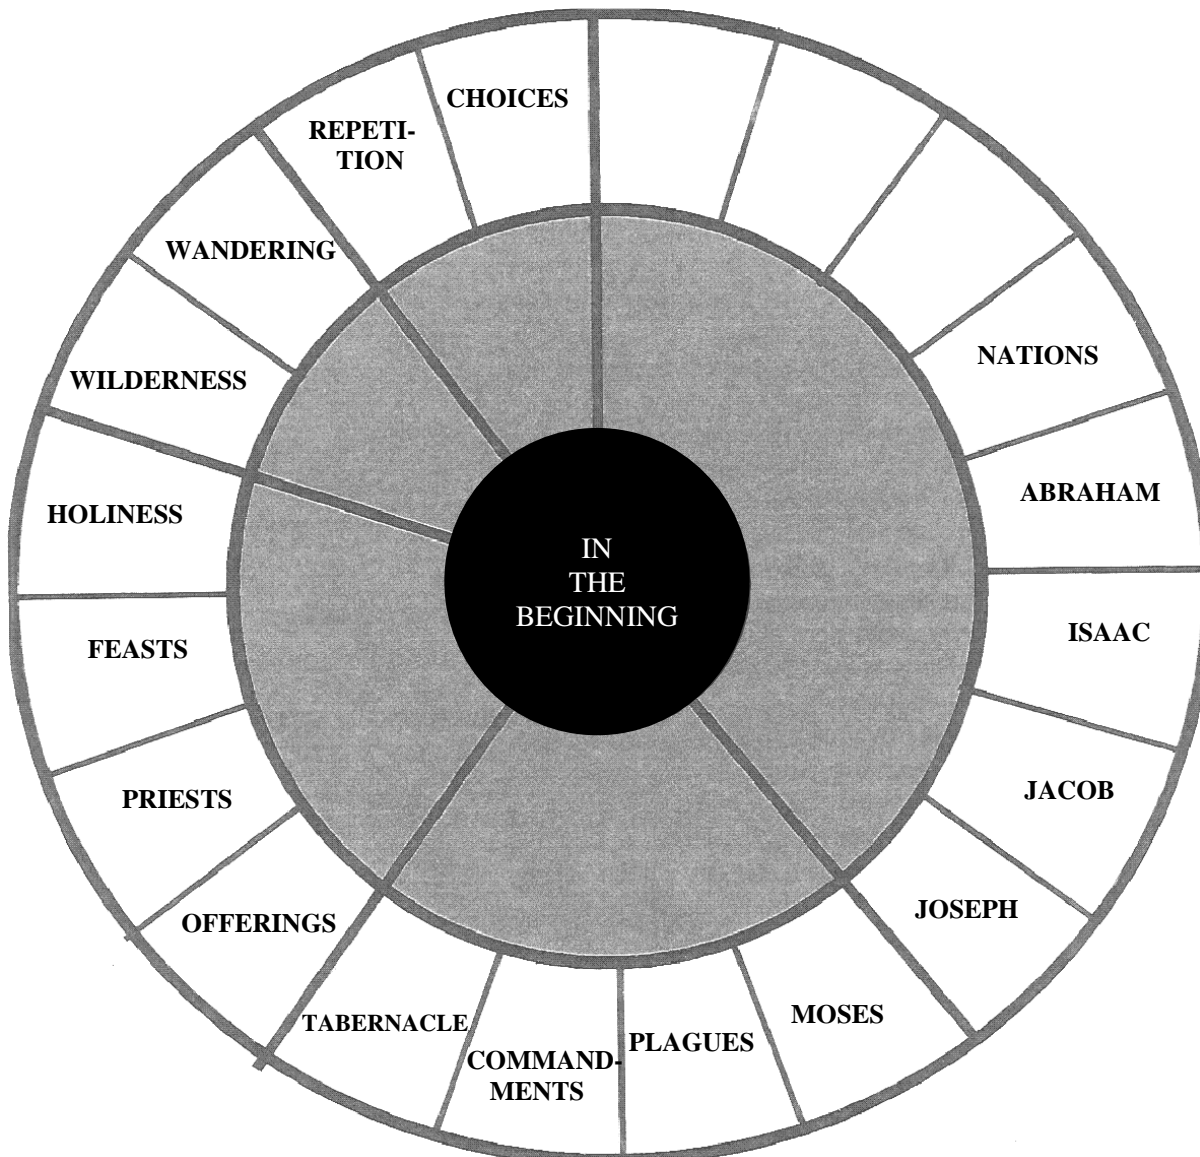 CHOICES
REPETI-
TION
WANDERING
WILDERNESS
HOLINESS
FEASTS
PRIESTS
OFFERINGS
TABERNACLE
COMMAND-
MENTS
PLAGUES
MOSES
JOSEPH
JACOB
ISAAC
ABRAHAM
NATIONS
IN
THE
BEGINNING